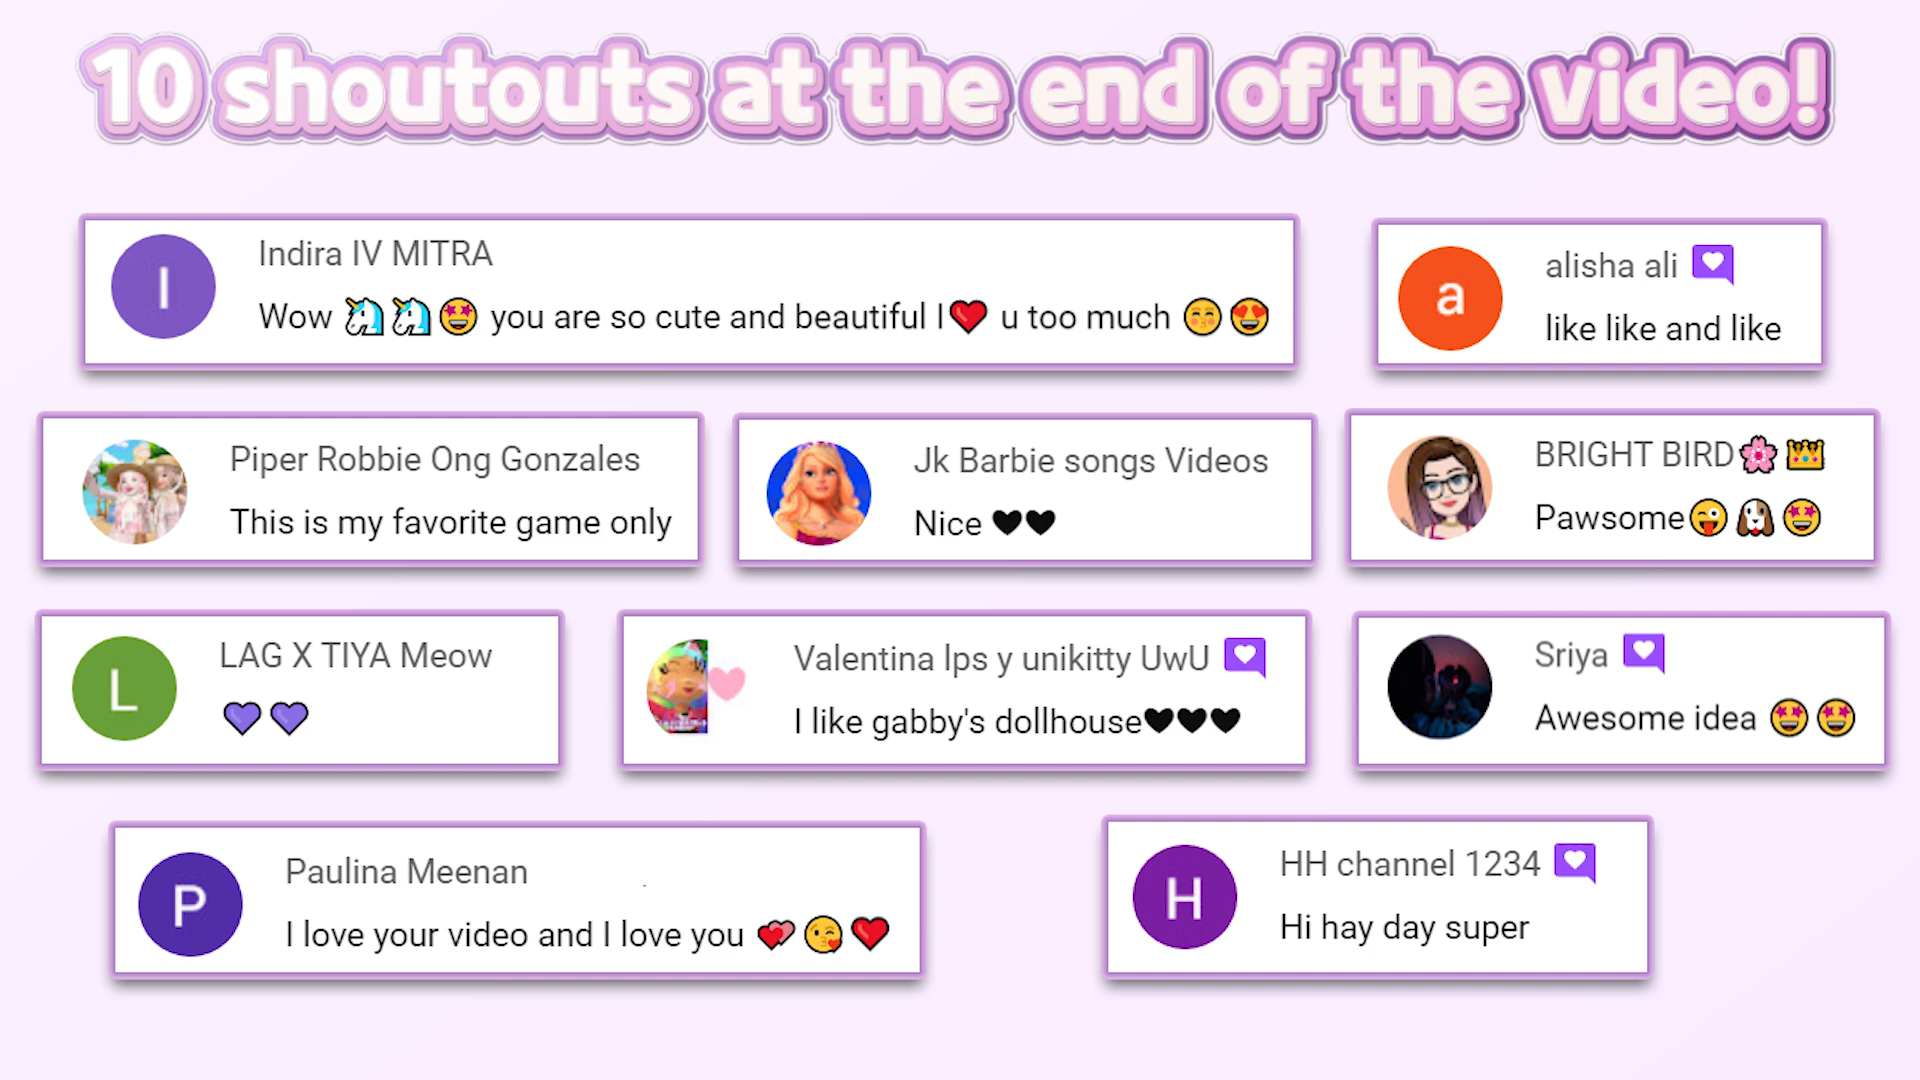 10 shoutouts at the end of the video!
I
Indira IV MITRA
Wow 🦄🦄🤩 you are so cute and beautiful I❤️ u too much 😚😍
a
alisha ali
like like and like
Piper Robbie Ong Gonzales
This is my favorite game only
Jk Barbie songs Videos
Nice 🖤🖤
BRIGHT BIRD🌸👑
Pawsome😜🐶🤩
L
LAG X TIYA Meow
💜💜
Valentina lps y unikitty UwU
I like gabby's dollhouse🖤🖤🖤
Sriya
Awesome idea 🤩🤩
P
Paulina Meenan
I love your video and I love you 💕😘❤️
H
HH channel 1234
Hi hay day super